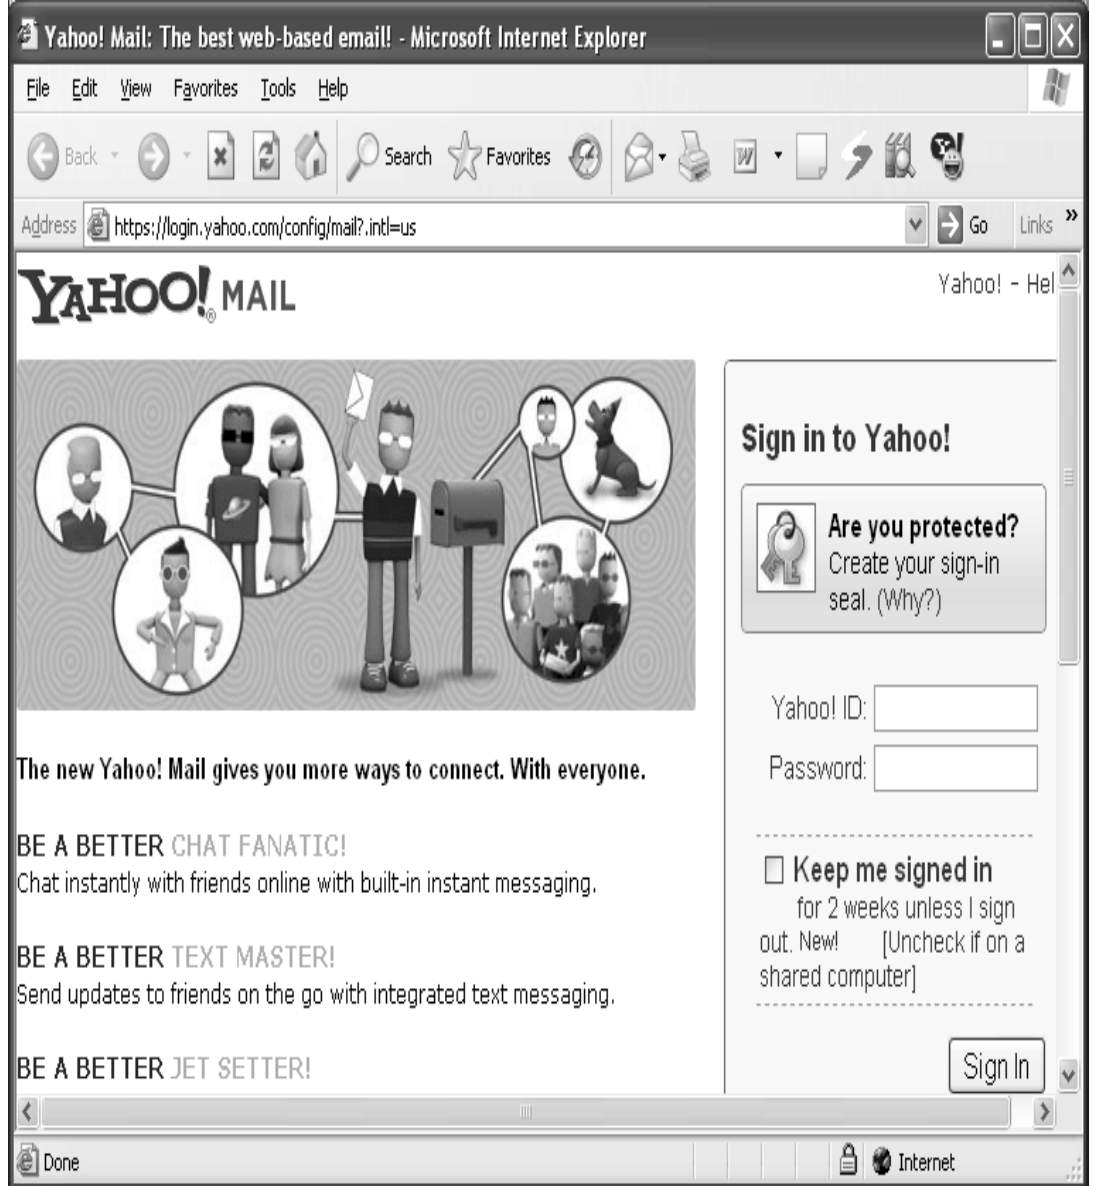 Yahoo! Mail: The best web-based email! - Microsoft Internet Explorer
File Edit View Favorites Tools Help
Back Search Favorites W Y!
Address https://login.yahoo.com/config/mail?.intl=us Go Links »
YAHOO!® MAIL
Yahoo! - Hel
Sign in to Yahoo!
Are you protected?
Create your sign-in
seal. (Why?)
Yahoo! ID:
Password:
Keep me signed in
for 2 weeks unless I sign
out. New! [Uncheck if on a
shared computer]
Sign In
The new Yahoo! Mail gives you more ways to connect. With everyone.
BE A BETTER CHAT FANATIC!
Chat instantly with friends online with built-in instant messaging.
BE A BETTER TEXT MASTER!
Send updates to friends on the go with integrated text messaging.
BE A BETTER JET SETTER!
Done Internet